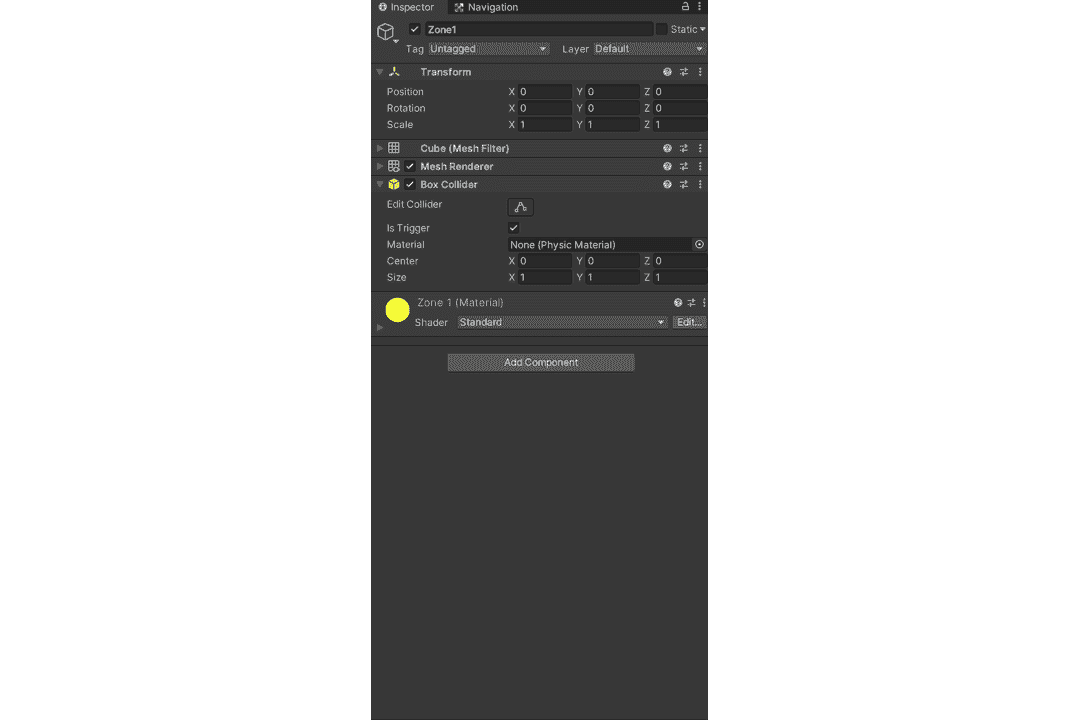 Inspector Navigation
Zone1 Static
Tag Untagged Layer Default
Transform
Position X 0 Y 0 Z 0
Rotation X 0 Y 0 Z 0
Scale X 1 Y 1 Z 1
Cube (Mesh Filter)
Mesh Renderer
Box Collider
Edit Collider
Is Trigger
Material None (Physic Material)
Center X 0 Y 0 Z 0
Size X 1 Y 1 Z 1
Zone 1 (Material)
Shader Standard Edit...
Add Component